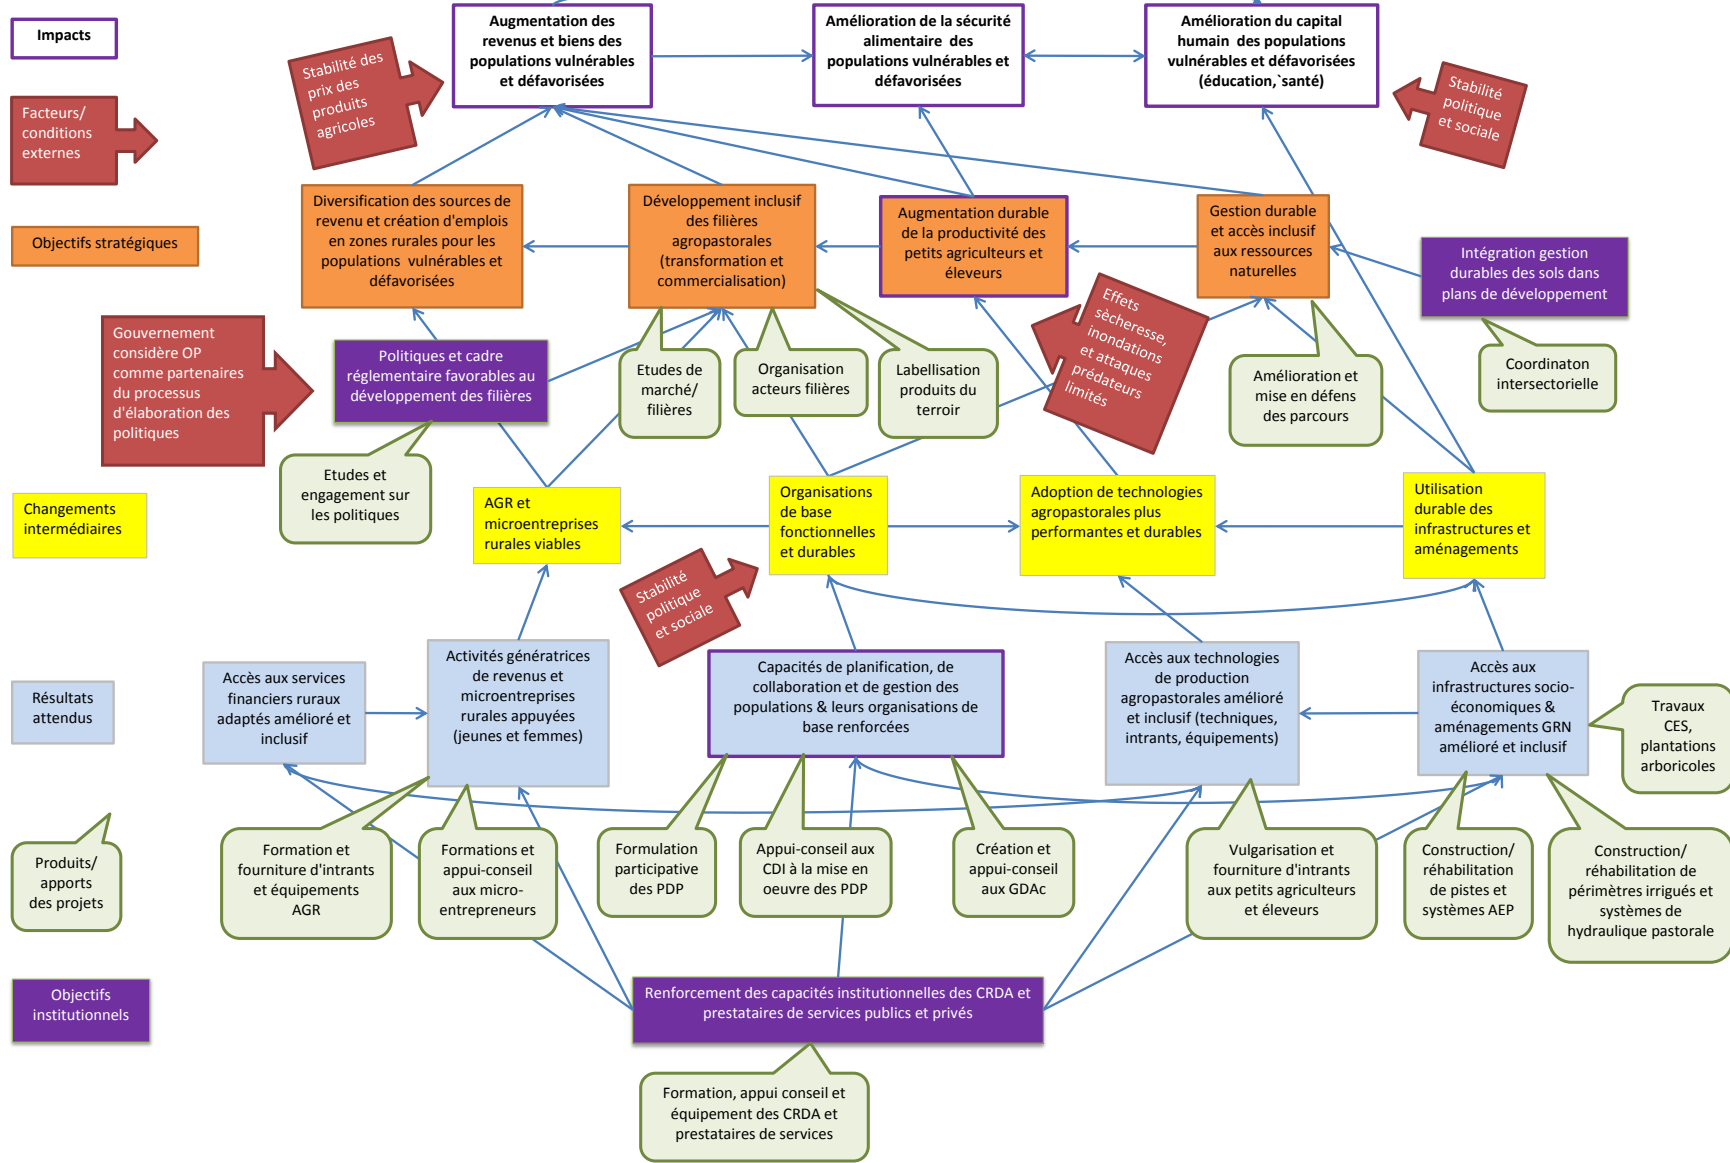 Impacts
Augmentation des
revenus et biens des
populations vulnérables
et défavorisées
Amélioration de la sécurité
alimentaire des
populations vulnérables et
défavorisées
Amélioration du capital
humain des populations
vulnérables et défavorisées
(éducation,`santé)
Stabilité des
prix des
produits
agricoles
Stabilité
politique
et sociale
Facteurs/
conditions
externes
Objectifs stratégiques
Diversification des sources de
revenu et création d'emplois
en zones rurales pour les
populations vulnérables et
défavorisées
Développement inclusif
des filières
agropastorales
(transformation et
commercialisation)
Augmentation durable
de la productivité des
petits agriculteurs et
éleveurs
Gestion durable
et accès inclusif
aux ressources
naturelles
Intégration gestion
durables des sols dans
plans de développement
Gouvernement
considère OP
comme partenaires
du processus
d'élaboration des
politiques
Politiques et cadre
réglementaire favorables au
développement des filières
Etudes de
marché/
filières
Organisation
acteurs filières
Labellisation
produits du
terroir
Effets
sècheresse,
inondations
et attaques
prédateurs
limités
Amélioration et
mise en défens
des parcours
Coordinaton
intersectorielle
Etudes et
engagement sur
les politiques
Changements
intermédiaires
AGR et
microentreprises
rurales viables
Organisations
de base
fonctionnelles
et durables
Adoption de technologies
agropastorales plus
performantes et durables
Utilisation
durable des
infrastructures et
aménagements
Stabilité
politique
et sociale
Résultats
attendus
Accès aux services
financiers ruraux
adaptés amélioré et
inclusif
Activités génératrices
de revenus et
microentreprises
rurales appuyées
(jeunes et femmes)
Capacités de planification, de
collaboration et de gestion des
populations & leurs organisations de
base renforcées
Accès aux technologies
de production
agropastorales amélioré
et inclusif (techniques,
intrants, équipements)
Accès aux
infrastructures socio-
économiques &
aménagements GRN
amélioré et inclusif
Travaux
CES,
plantations
arboricoles
Produits/
apports
des projets
Formation et
fourniture d'intrants
et équipements
AGR
Formations et
appui-conseil
aux micro-
entrepreneurs
Formulation
participative
des PDP
Appui-conseil aux
CDI à la mise en
oeuvre des PDP
Création et
appui-conseil
aux GDAc
Vulgarisation et
fourniture d'intrants
aux petits agriculteurs
et éleveurs
Construction/
réhabilitation
de pistes et
systèmes AEP
Construction/
réhabilitation de
périmètres irrigués et
systèmes de
hydraulique pastorale
Objectifs
institutionnels
Renforcement des capacités institutionnelles des CRDA et
prestataires de services publics et privés
Formation, appui conseil et
équipement des CRDA et
prestataires de services